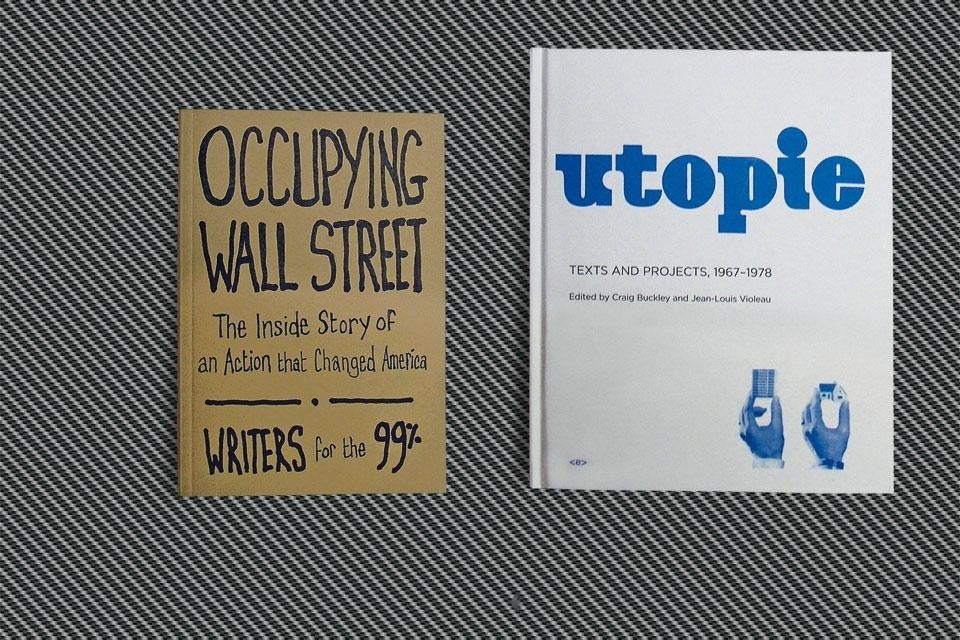 OCCUPYING
WALL STREET
The Inside Story of
an Action that Changed America
WRITERS for the 99%
utopie
TEXTS AND PROJECTS, 1967–1978
Edited by Craig Buckley and Jean-Louis Violeau
<e>